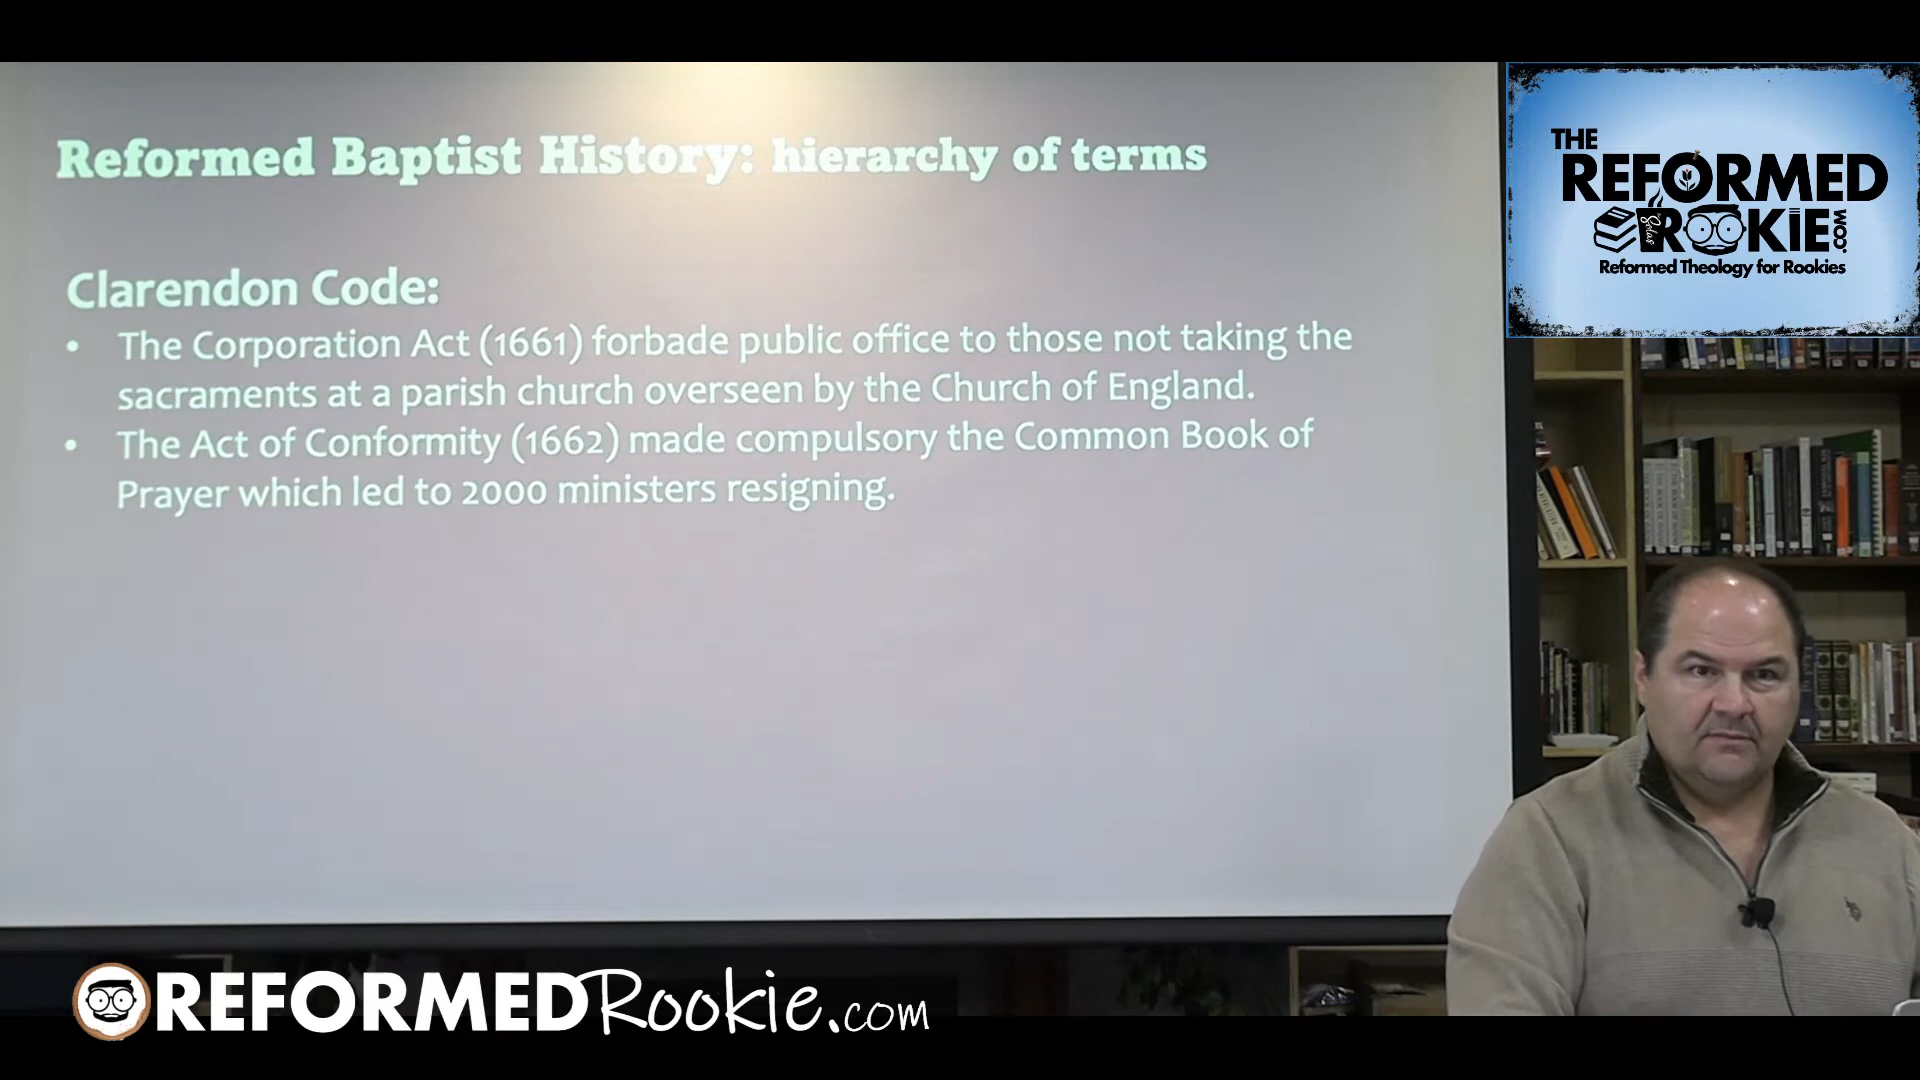 Reformed Baptist History: hierarchy of terms
Clarendon Code:
• The Corporation Act (1661) forbade public office to those not taking the
sacraments at a parish church overseen by the Church of England.
• The Act of Conformity (1662) made compulsory the Common Book of
Prayer which led to 2000 ministers resigning.
THE
REFORMED
ROOKIE.COM
Solas
Reformed Theology for Rookies
REFORMEDRookie.com